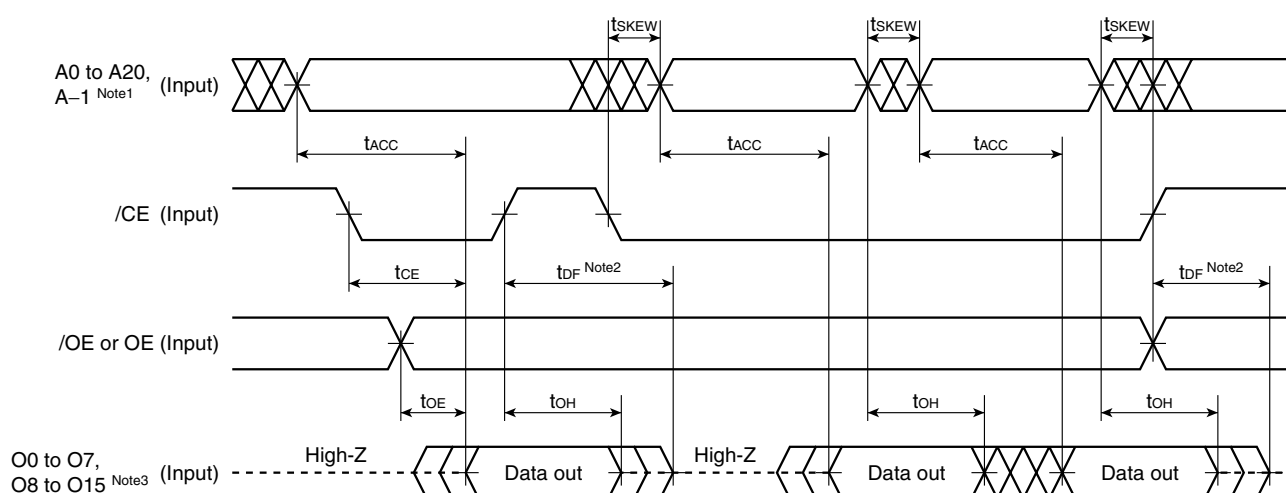 tSKEW tSKEW tSKEW
A0 to A20,
A–1 Note1 (Input)
tACC tACC tACC
/CE (Input)
tCE tDF Note2 tDF Note2
/OE or OE (Input)
tOE tOH tOH tOH
High-Z High-Z
O0 to O7,
O8 to O15 Note3 (Input)
Data out Data out Data out